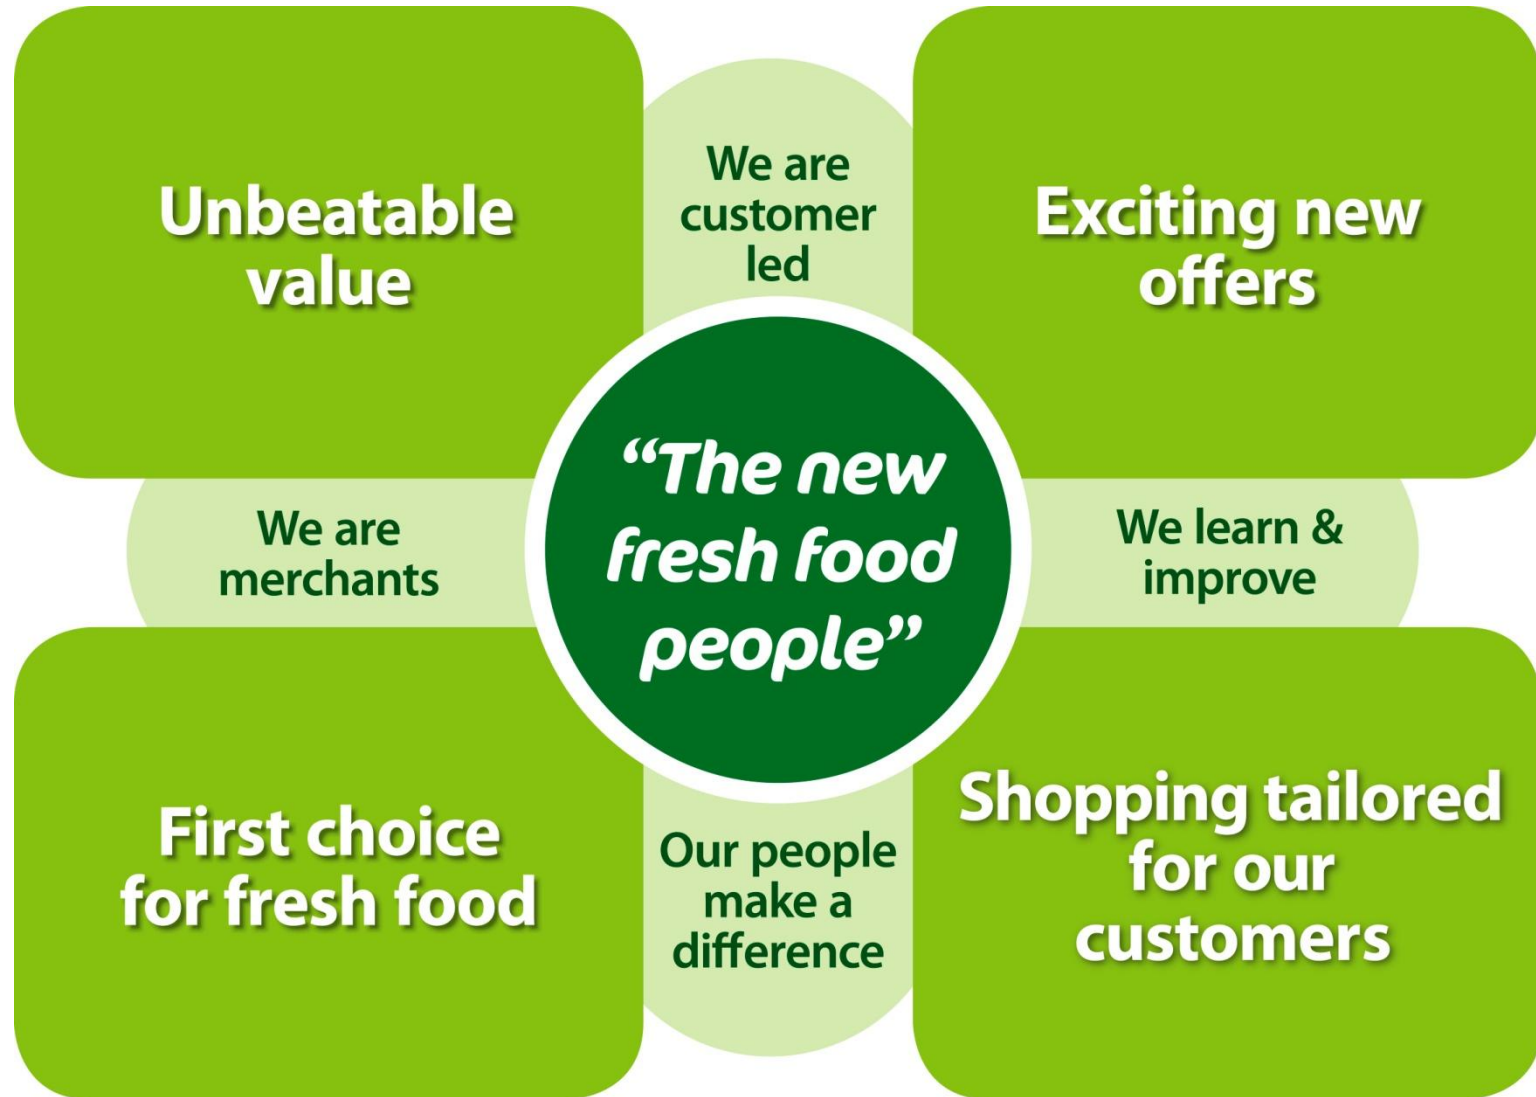 Unbeatable
value
We are
customer
led
Exciting new
offers
We are
merchants
“The new
fresh food
people”
We learn &
improve
First choice
for fresh food
Our people
make a
difference
Shopping tailored
for our
customers